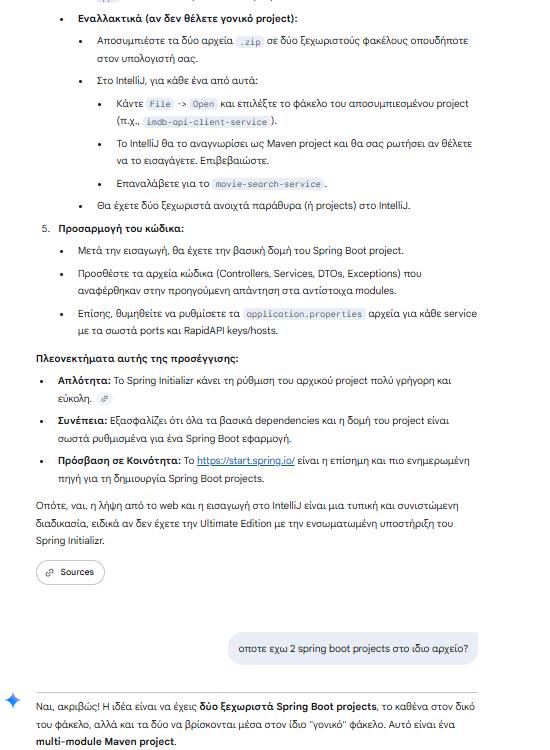 Εναλλακτικά (αν δεν θέλετε γονικό project):
Αποσυμπιέστε τα δύο αρχεία .zip σε δύο ξεχωριστούς φακέλους οπουδήποτε
στον υπολογιστή σας.
Στο IntelliJ, για κάθε ένα από αυτά:
Κάντε File -> Open και επιλέξτε το φάκελο του αποσυμπιεσμένου project
(π.χ., imdb-api-client-service ).
Το IntelliJ θα το αναγνωρίσει ως Maven project και θα σας ρωτήσει αν θέλετε
να το εισαγάγετε. Επιβεβαιώστε.
Επαναλάβετε για το movie-search-service .
Θα έχετε δύο ξεχωριστά ανοιχτά παράθυρα (ή projects) στο IntelliJ.
5. Προσαρμογή του κώδικα:
Μετά την εισαγωγή, θα έχετε την βασική δομή του Spring Boot project.
Προσθέστε τα αρχεία κώδικα (Controllers, Services, DTOs, Exceptions) που
αναφέρθηκαν στην προηγούμενη απάντηση στα αντίστοιχα modules.
Επίσης, θυμηθείτε να ρυθμίσετε τα application.properties αρχεία για κάθε service
με τα σωστά ports και RapidAPI keys/hosts.
Πλεονεκτήματα αυτής της προσέγγισης:
Απλότητα: Το Spring Initializr κάνει τη ρύθμιση του αρχικού project πολύ γρήγορη και
εύκολη.
Συνέπεια: Εξασφαλίζει ότι όλα τα βασικά dependencies και η δομή του project είναι
σωστά ρυθμισμένα για ένα Spring Boot εφαρμογή.
Πρόσβαση σε Κοινότητα: Το https://start.spring.io/ είναι η επίσημη και πιο ενημερωμένη
πηγή για τη δημιουργία Spring Boot projects.
Οπότε, ναι, η λήψη από το web και η εισαγωγή στο IntelliJ είναι μια τυπική και συνιστώμενη
διαδικασία, ειδικά αν δεν έχετε την Ultimate Edition με την ενσωματωμένη υποστήριξη του
Spring Initializr.
Sources
οποτε εχω 2 spring boot projects στο ιδιο αρχείο?
Ναι, ακριβώς! Η ιδέα είναι να έχεις δύο ξεχωριστά Spring Boot projects, το καθένα στον δικό
του φάκελο, αλλά και τα δύο να βρίσκονται μέσα στον ίδιο "γονικό" φάκελο. Αυτό είναι ένα
multi-module Maven project.